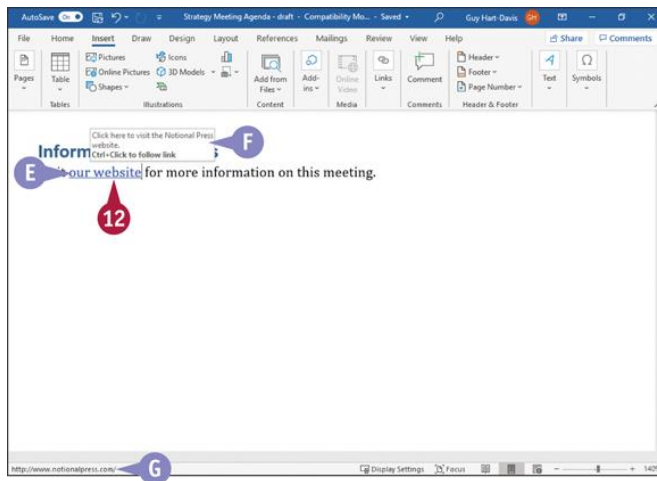 AutoSave On Strategy Meeting Agenda - draft - Compatibility Mo... - Saved Guy Hart-Davis GH
File Home Insert Draw Design Layout References Mailings Review View Help Share Comments
Pages
Table
Pictures
Online Pictures
Shapes
Icons
3D Models
Add from
Files
Add-
ins
Online
Video
Links
Comment
Header
Footer
Page Number
Text
Symbols
Tables Illustrations Content Media Comments Header & Footer
Click here to visit the Notional Press
website.
Ctrl+Click to follow link
F
Inform s
E it our website for more information on this meeting.
12
http://www.notionalpress.com/ G Display Settings Focus 140%